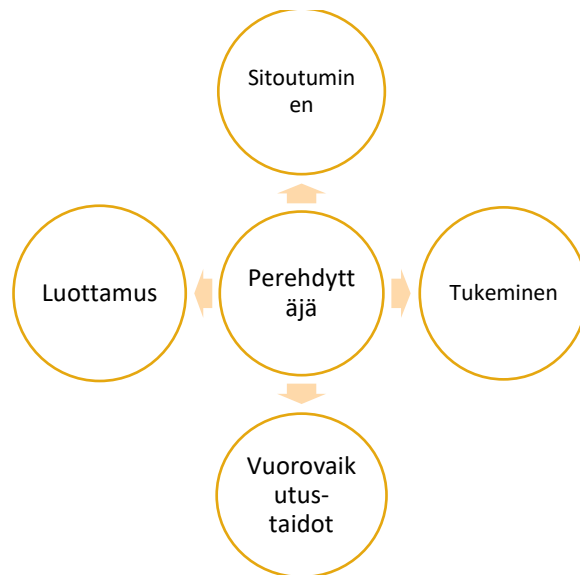 Sitoutumin
en
Luottamus
Perehdytt
äjä
Tukeminen
Vuorovaik
utus-
taidot